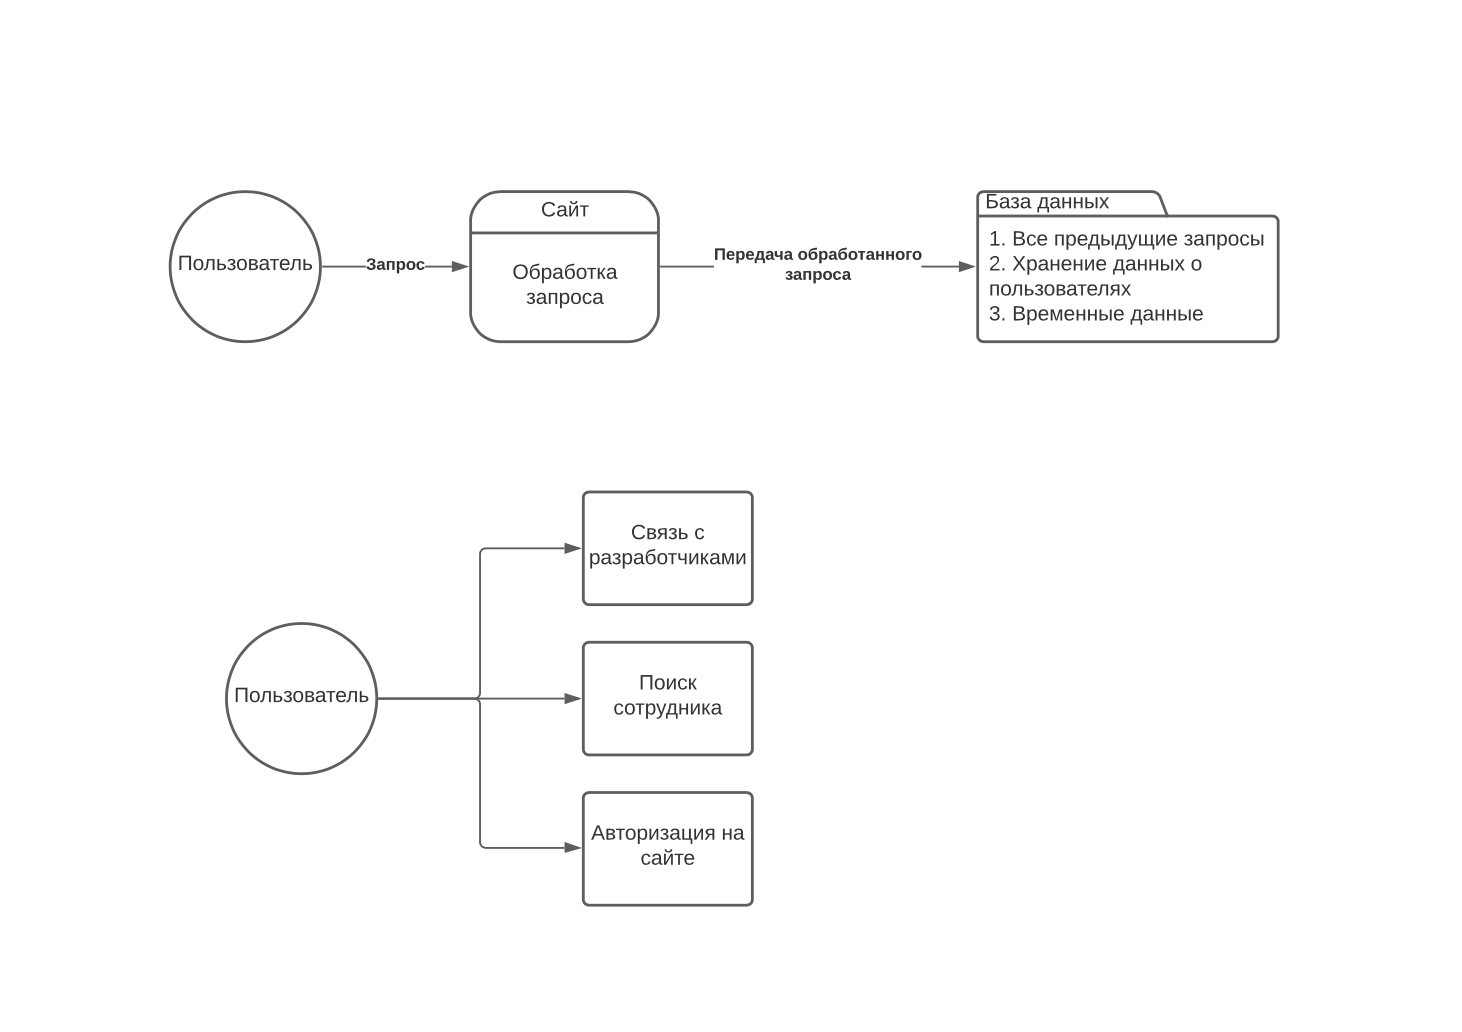 Пользователь
Запрос
Сайт
Обработка
запроса
Передача обработанного
запроса
База данных
1. Все предыдущие запросы
2. Хранение данных о
пользователях
3. Временные данные
Пользователь
Связь с
разработчиками
Поиск
сотрудника
Авторизация на
сайте